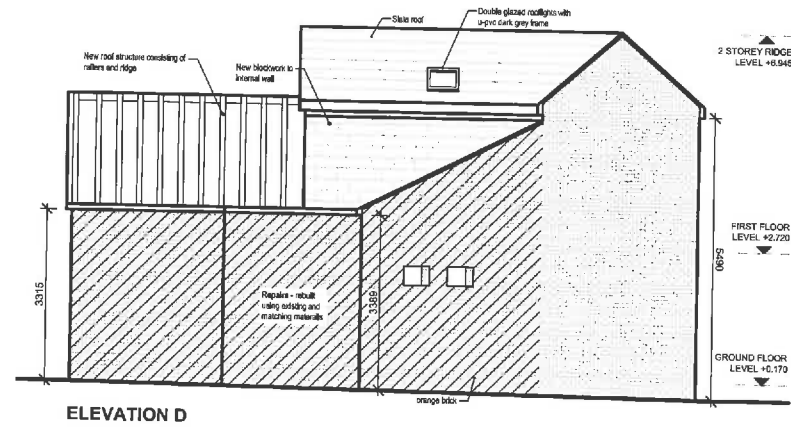 Slate roof
Double glazed rooflights with
u-pvc dark grey frame
2 STOREY RIDGE
LEVEL +6.945
New roof structure consisting of
rafters and ridge
New blockwork to
internal wall
FIRST FLOOR
LEVEL +2.720
5490
3315
3389
Repairs - rebuilt
using existing and
matching materails
GROUND FLOOR
LEVEL +0.170
orange brick
ELEVATION D